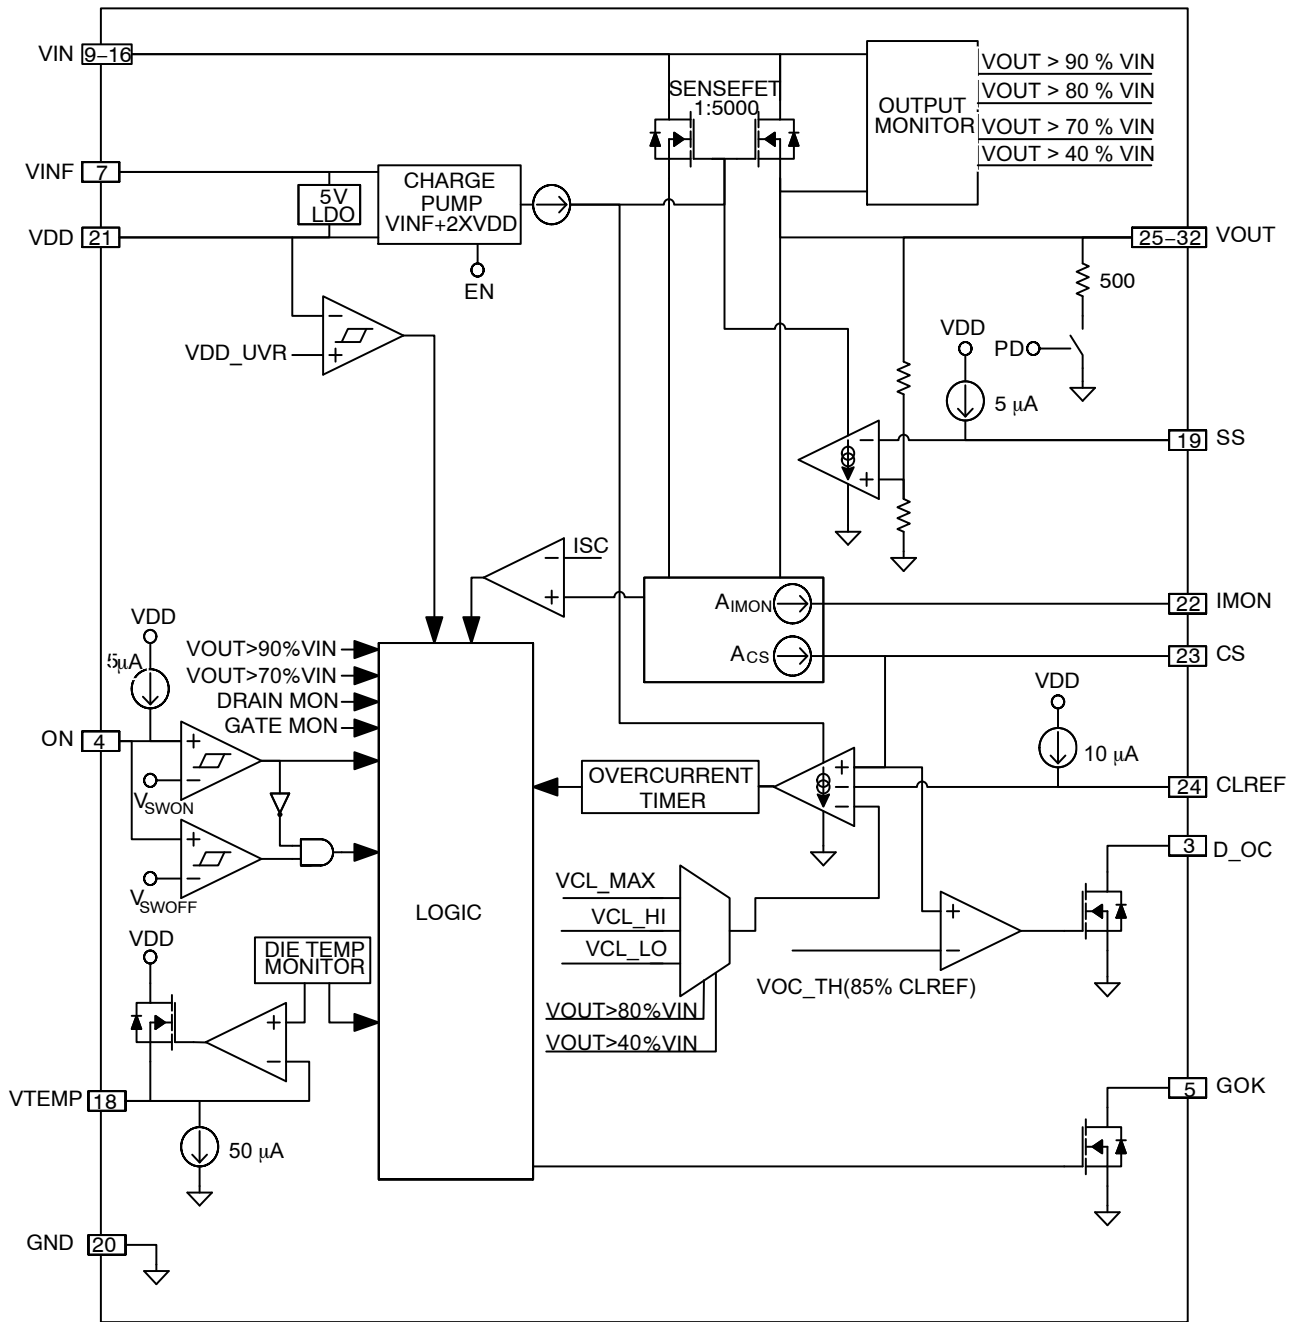 VIN 9–16
SENSEFET
1:5000
OUTPUT
MONITOR
VOUT > 90 % VIN
VOUT > 80 % VIN
VOUT > 70 % VIN
VOUT > 40 % VIN
VINF 7
5V
LDO
CHARGE
PUMP
VINF+2XVDD
VDD 21
EN
25–32 VOUT
500
VDD
PD
5 µA
VDD_UVR
−
+
−
+
19 SS
ISC
−
+
AIMON
22 IMON
ACS
23 CS
VDD
5µA
VOUT>90%VIN
VOUT>70%VIN
DRAIN MON
GATE MON
ON 4
+
−
VSWON
+
−
VSWOFF
VDD
10 µA
OVERCURRENT
TIMER
+
−
−
24 CLREF
3 D_OC
LOGIC
VCL_MAX
VCL_HI
VCL_LO
VOUT>80%VIN
VOUT>40%VIN
+
−
VOC_TH(85% CLREF)
VDD
DIE TEMP
MONITOR
+
−
VTEMP 18
50 µA
5 GOK
GND 20